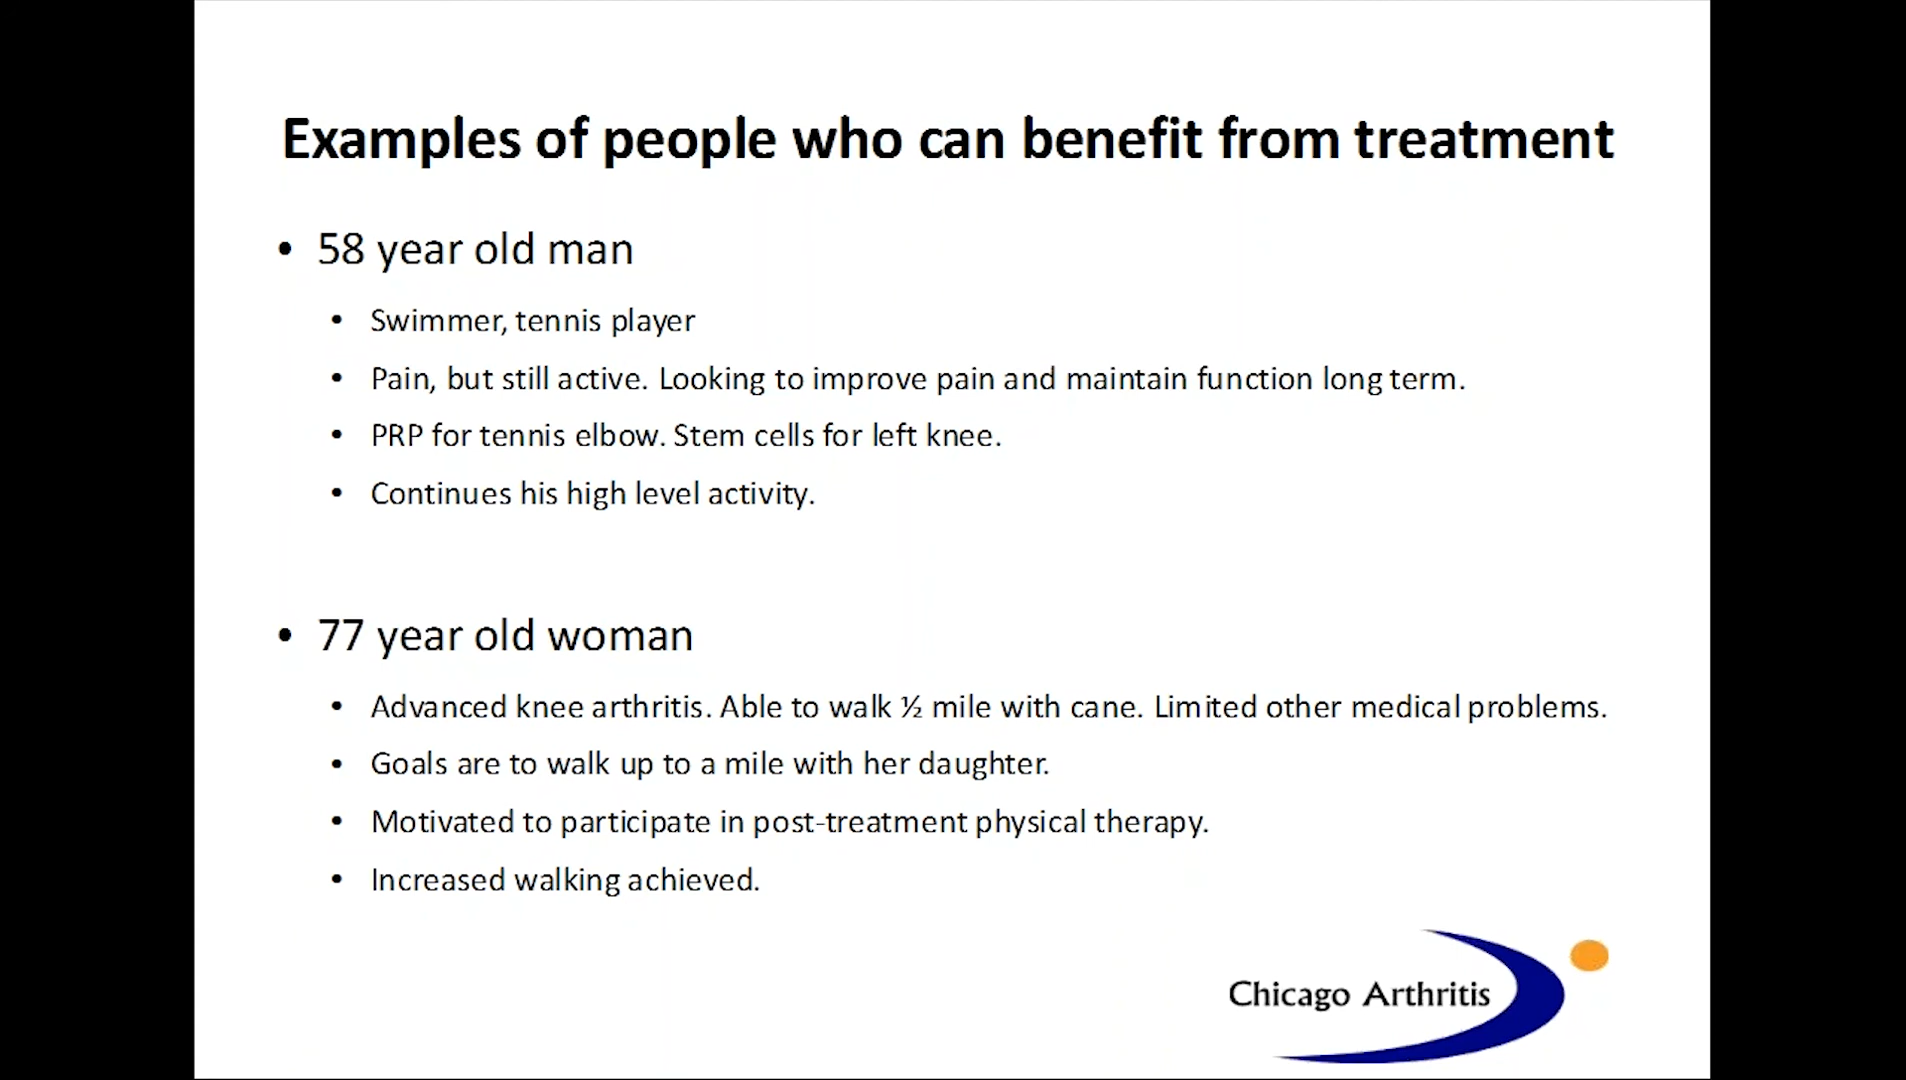 Examples of people who can benefit from treatment
• 58 year old man
• Swimmer, tennis player
• Pain, but still active. Looking to improve pain and maintain function long term.
• PRP for tennis elbow. Stem cells for left knee.
• Continues his high level activity.
• 77 year old woman
• Advanced knee arthritis. Able to walk ½ mile with cane. Limited other medical problems.
• Goals are to walk up to a mile with her daughter.
• Motivated to participate in post-treatment physical therapy.
• Increased walking achieved.
Chicago Arthritis